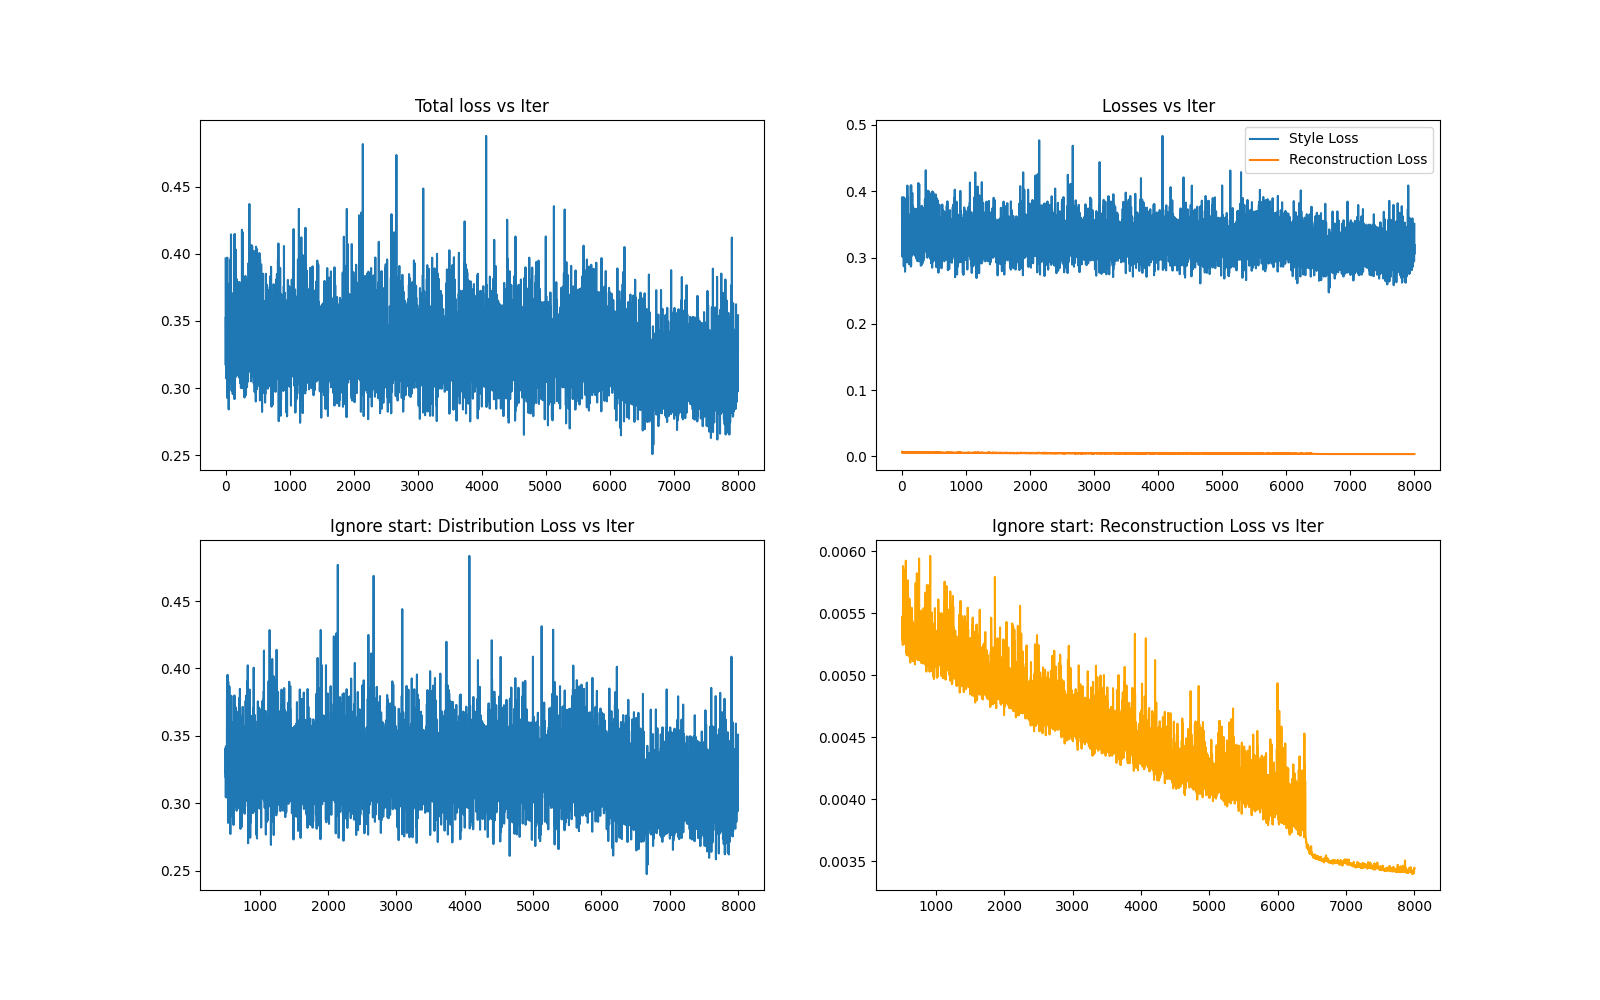 Total loss vs Iter
0.45
0.40
0.35
0.30
0.25
0 1000 2000 3000 4000 5000 6000 7000 8000
Losses vs Iter
0.5
0.4
0.3
0.2
0.1
0.0
Style Loss
Reconstruction Loss
0 1000 2000 3000 4000 5000 6000 7000 8000
Ignore start: Distribution Loss vs Iter
0.45
0.40
0.35
0.30
0.25
1000 2000 3000 4000 5000 6000 7000 8000
Ignore start: Reconstruction Loss vs Iter
0.0060
0.0055
0.0050
0.0045
0.0040
0.0035
1000 2000 3000 4000 5000 6000 7000 8000